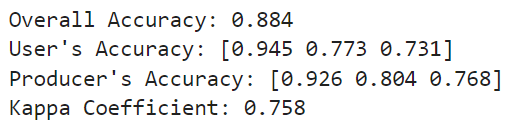 Overall Accuracy: 0.884
User's Accuracy: [0.945 0.773 0.731]
Producer's Accuracy: [0.926 0.804 0.768]
Kappa Coefficient: 0.758